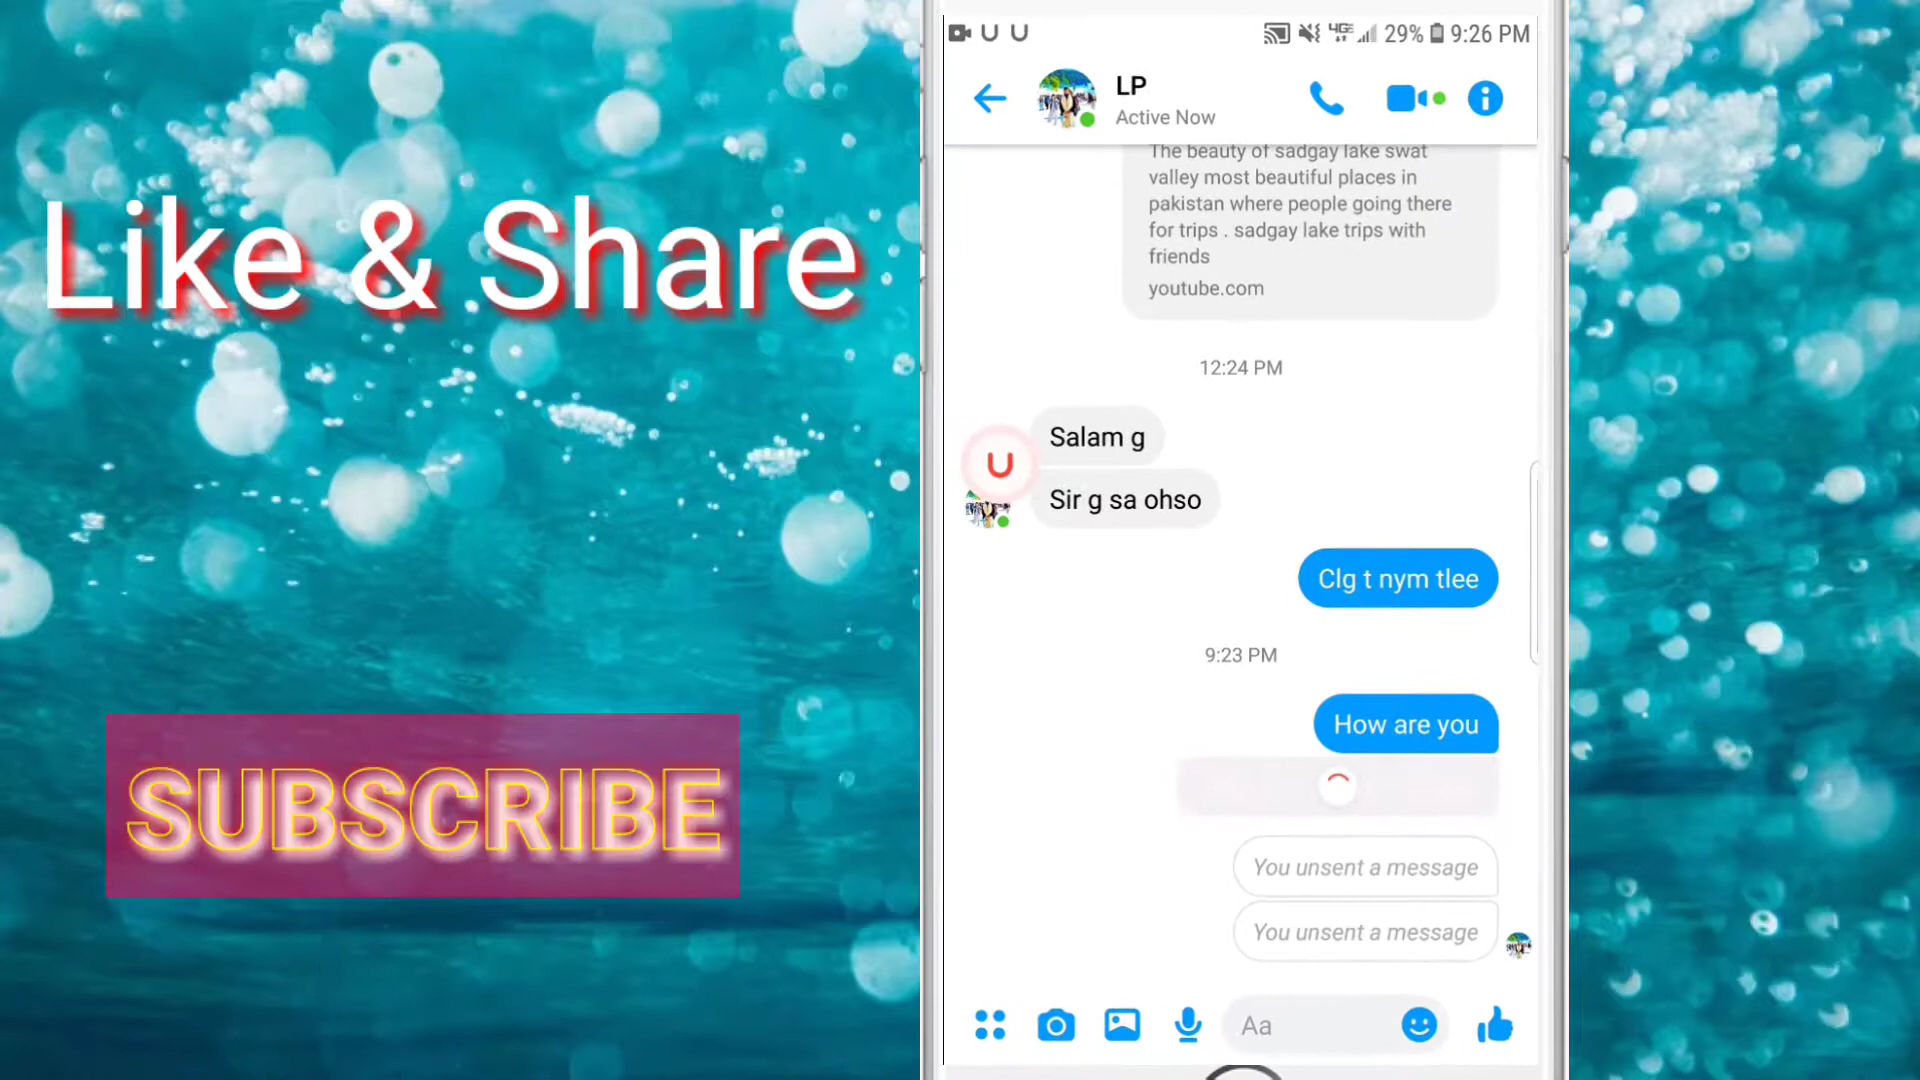 Like & Share
SUBSCRIBE
U U 4GE 29% 9:26 PM
LP
Active Now
The beauty of sadgay lake swat
valley most beautiful places in
pakistan where people going there
for trips . sadgay lake trips with
friends
youtube.com
12:24 PM
Salam g
U
Sir g sa ohso
Clg t nym tlee
9:23 PM
How are you
You unsent a message
You unsent a message
Aa